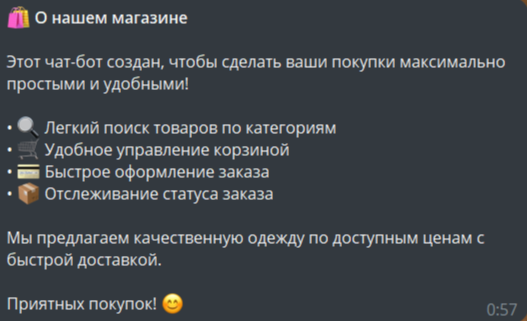 🛍 О нашем магазине
Этот чат-бот создан, чтобы сделать ваши покупки максимально
простыми и удобными!
• 🔍 Легкий поиск товаров по категориям
• 🛒 Удобное управление корзиной
• 💳 Быстрое оформление заказа
• 📦 Отслеживание статуса заказа
Мы предлагаем качественную одежду по доступным ценам с
быстрой доставкой.
Приятных покупок! 😊
0:57